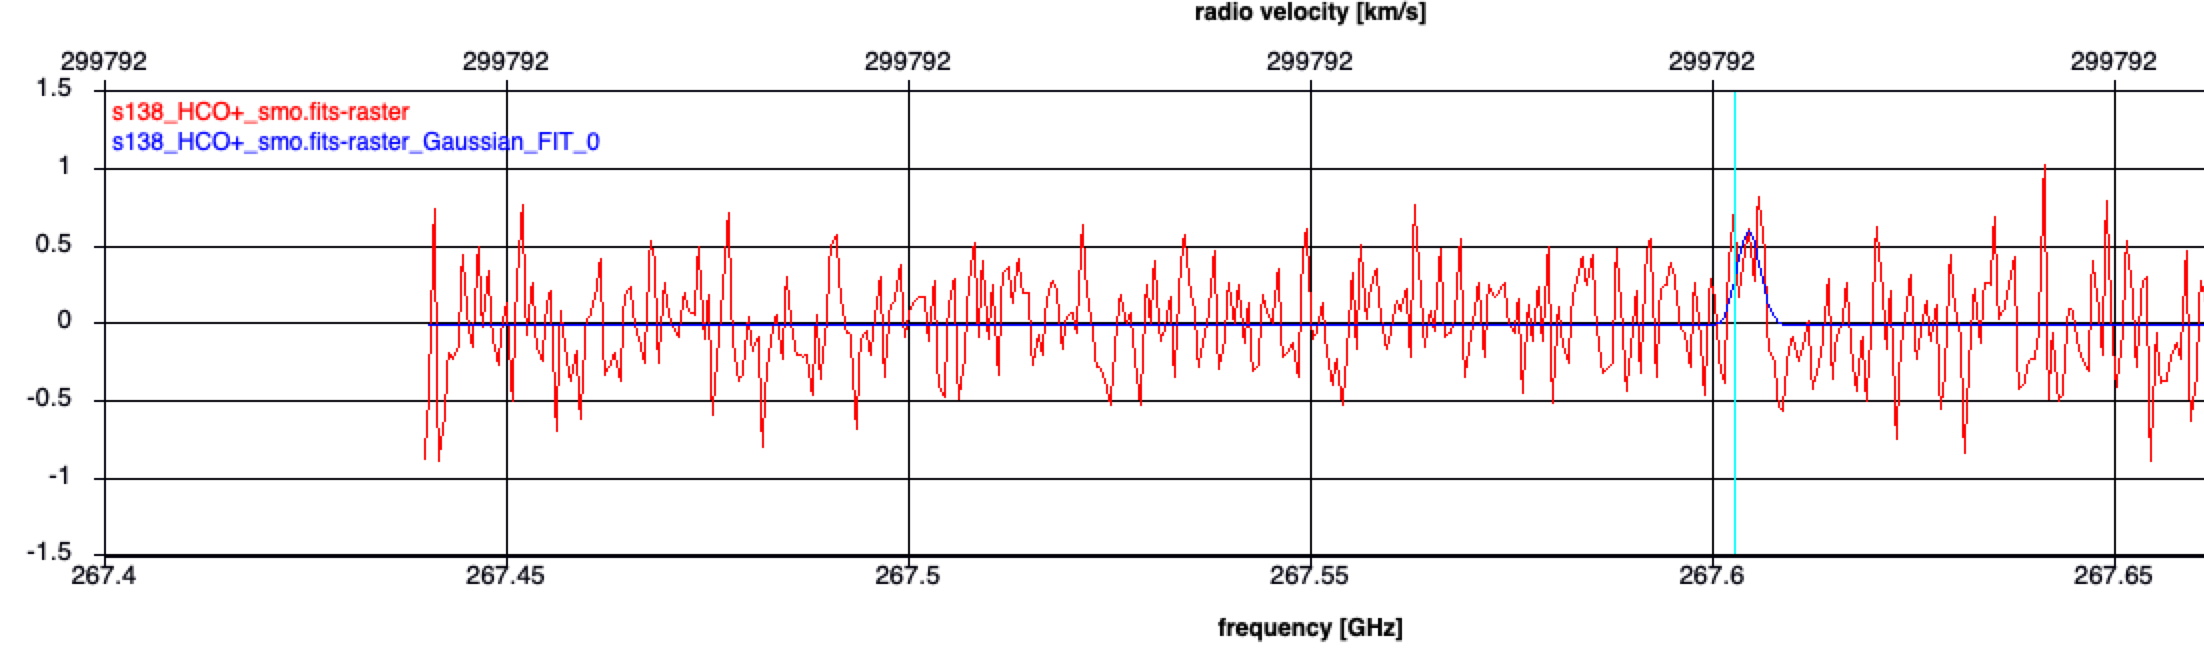 radio velocity [km/s]
299792 299792 299792 299792 299792 299792
1.5
s138_HCO+_smo.fits-raster
s138_HCO+_smo.fits-raster_Gaussian_FIT_0
1
0.5
0
-0.5
-1
-1.5
267.4 267.45 267.5 267.55 267.6 267.65
frequency [GHz]